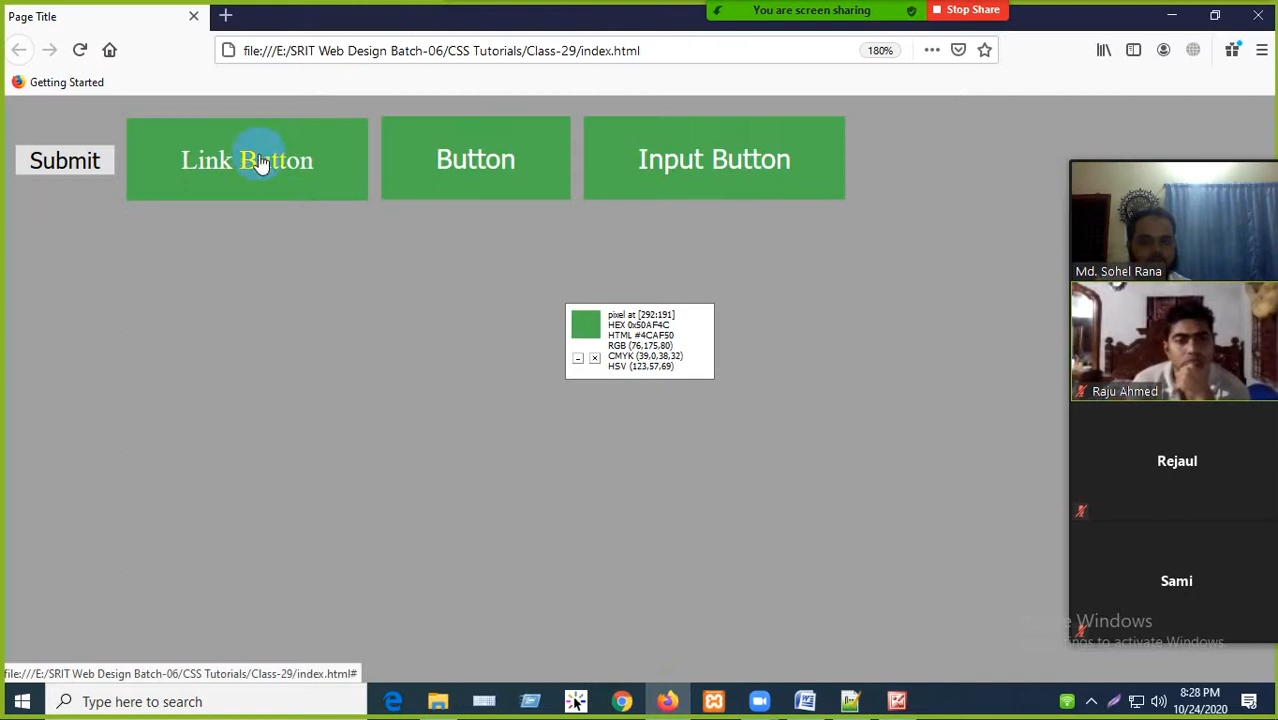 Page Title
You are screen sharing
Stop Share
file:///E:/SRIT Web Design Batch-06/CSS Tutorials/Class-29/index.html
180%
Getting Started
Submit
Link Button
Button
Input Button
pixel at [292:191]
HEX 0x50AF4C
HTML #4CAF50
RGB (76,175,80)
CMYK (39,0,38,32)
HSV (123,57,69)
Md. Sohel Rana
Raju Ahmed
Rejaul
Sami
Windows
to activate Windows.
file:///E:/SRIT Web Design Batch-06/CSS Tutorials/Class-29/index.html#
Type here to search
8:28 PM
10/24/2020